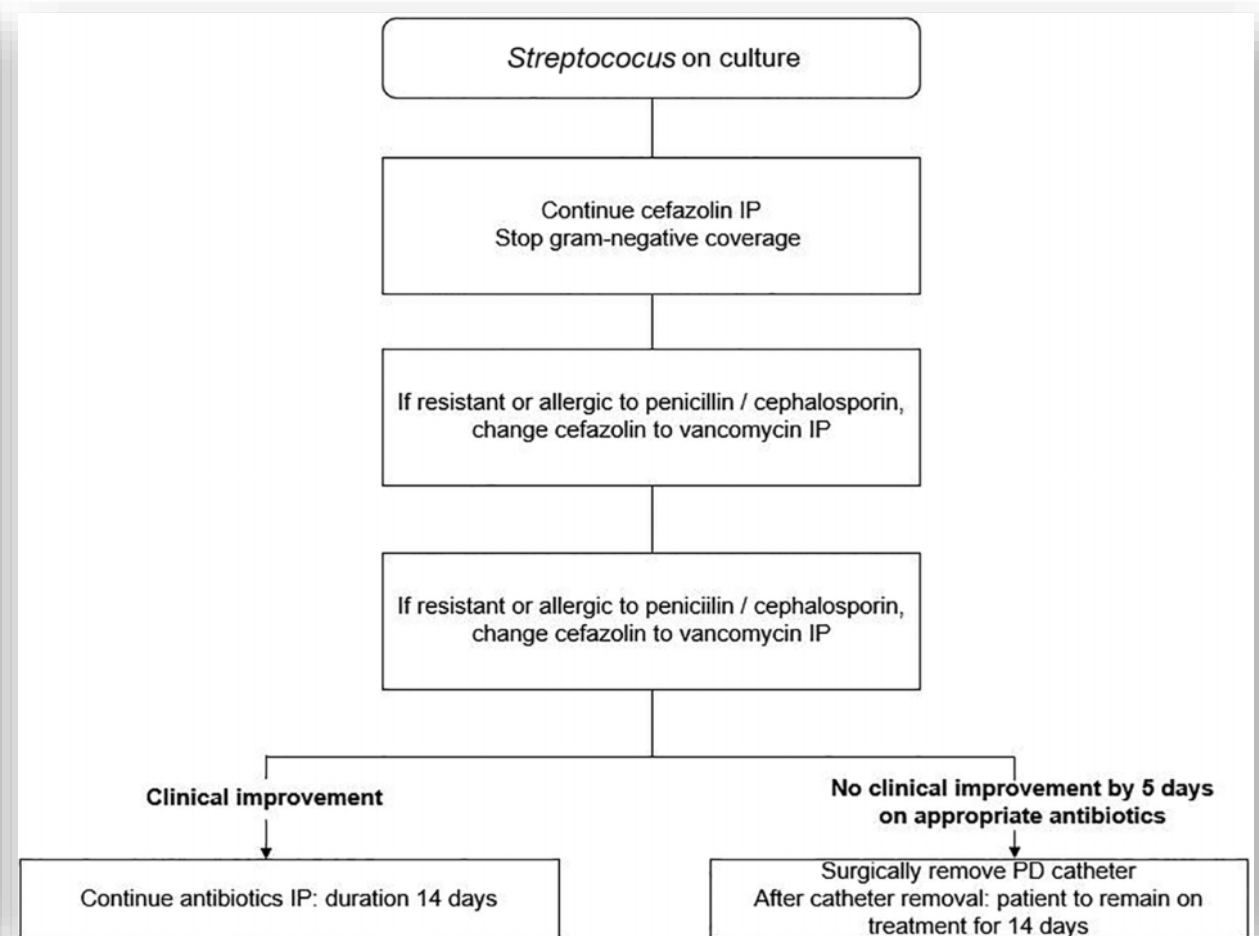 Streptococus on culture
Continue cefazolin IP
Stop gram-negative coverage
If resistant or allergic to penicillin / cephalosporin,
change cefazolin to vancomycin IP
If resistant or allergic to peniciilin / cephalosporin,
change cefazolin to vancomycin IP
Clinical improvement
No clinical improvement by 5 days
on appropriate antibiotics
Continue antibiotics IP: duration 14 days
Surgically remove PD catheter
After catheter removal: patient to remain on
treatment for 14 days